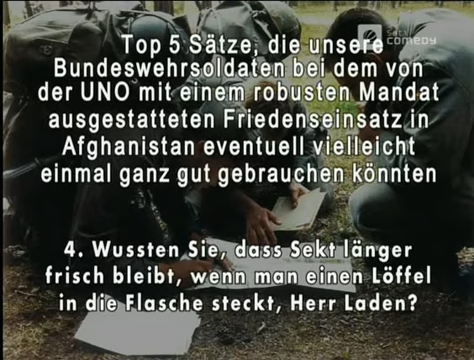 Top 5 Sätze, die unsere
Bundeswehrsoldaten bei dem von
der UNO mit einem robusten Mandat
ausgestatteten Friedenseinsatz in
Afghanistan eventuell vielleicht
einmal ganz gut gebrauchen könnten
4. Wussten Sie, dass Sekt länger
frisch bleibt, wenn man einen Löffel
in die Flasche steckt, Herr Laden?
Sat.1
comedy